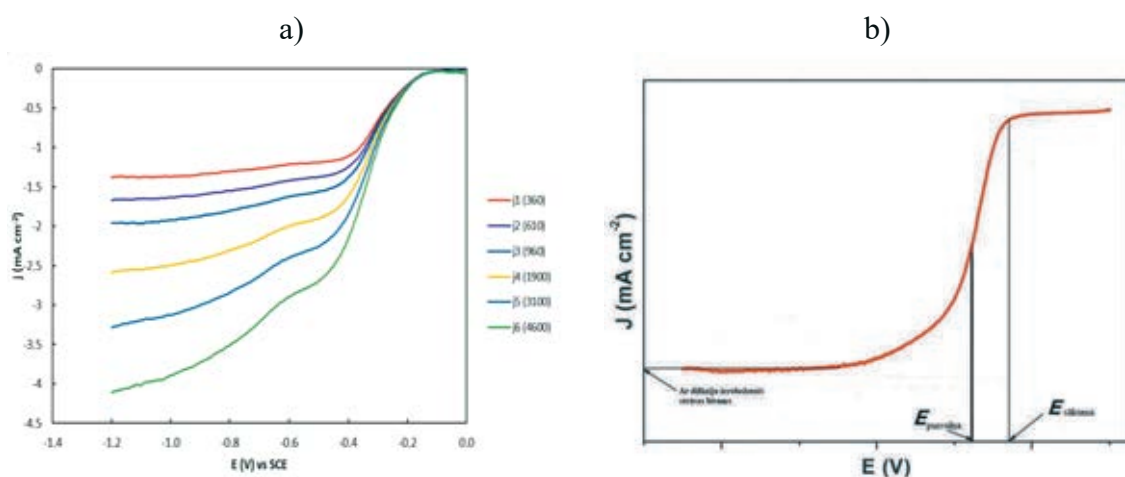 a)
b)
0
-0.5
-1
-1.5
-2
-2.5
-3
-3.5
-4
-4.5
j (mA cm⁻²)
-1.4
-1.2
-1.0
-0.8
-0.6
-0.4
-0.2
0.0
E (V) vs SCE
j1 (360)
j2 (610)
j3 (960)
j4 (1900)
j5 (3100)
j6 (4600)
J (mA cm⁻²)
Ar difūzijo
E
E
E (V)